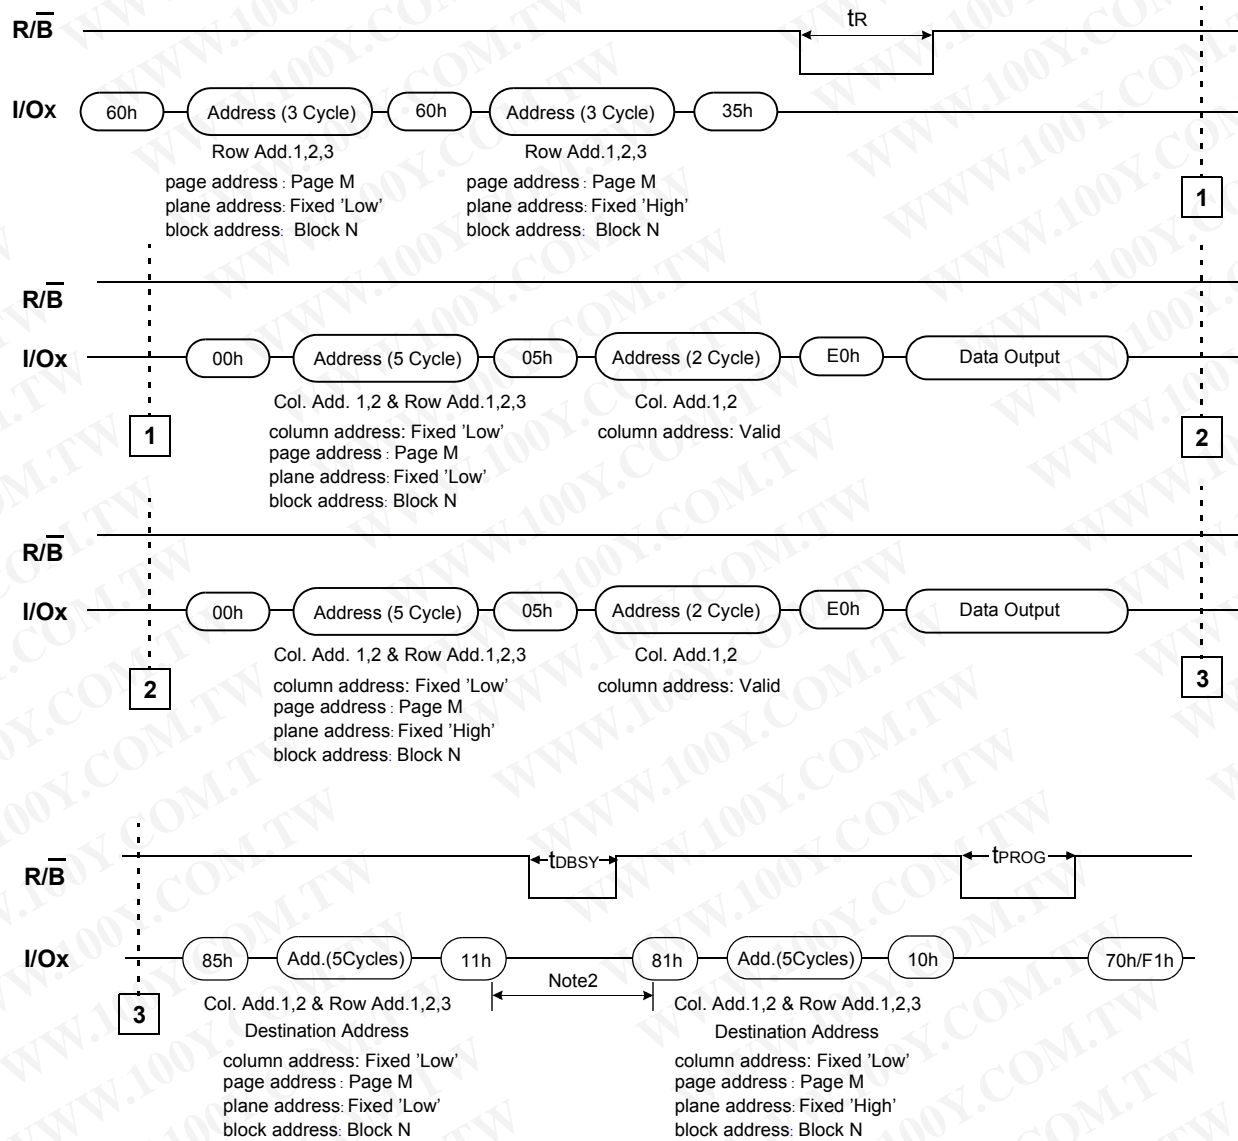 R/B tR
I/Ox 60h Address (3 Cycle) 60h Address (3 Cycle) 35h
Row Add.1,2,3 Row Add.1,2,3
page address : Page M page address : Page M
plane address: Fixed 'Low' plane address: Fixed 'High'
block address: Block N block address: Block N
1
R/B
I/Ox 00h Address (5 Cycle) 05h Address (2 Cycle) E0h Data Output
Col. Add. 1,2 & Row Add.1,2,3 Col. Add.1,2
1 column address: Fixed 'Low' column address: Valid 2
page address : Page M
plane address: Fixed 'Low'
block address: Block N
R/B
I/Ox 00h Address (5 Cycle) 05h Address (2 Cycle) E0h Data Output
Col. Add. 1,2 & Row Add.1,2,3 Col. Add.1,2
2 column address: Fixed 'Low' column address: Valid 3
page address : Page M
plane address: Fixed 'High'
block address: Block N
R/B tDBSY tPROG
I/Ox 85h Add.(5Cycles) 11h 81h Add.(5Cycles) 10h 70h/F1h
Note2
3 Col. Add.1,2 & Row Add.1,2,3 Col. Add.1,2 & Row Add.1,2,3
Destination Address Destination Address
column address: Fixed 'Low' column address: Fixed 'Low'
page address : Page M page address : Page M
plane address: Fixed 'Low' plane address: Fixed 'High'
block address: Block N block address: Block N
WWW.100Y.COM.TW